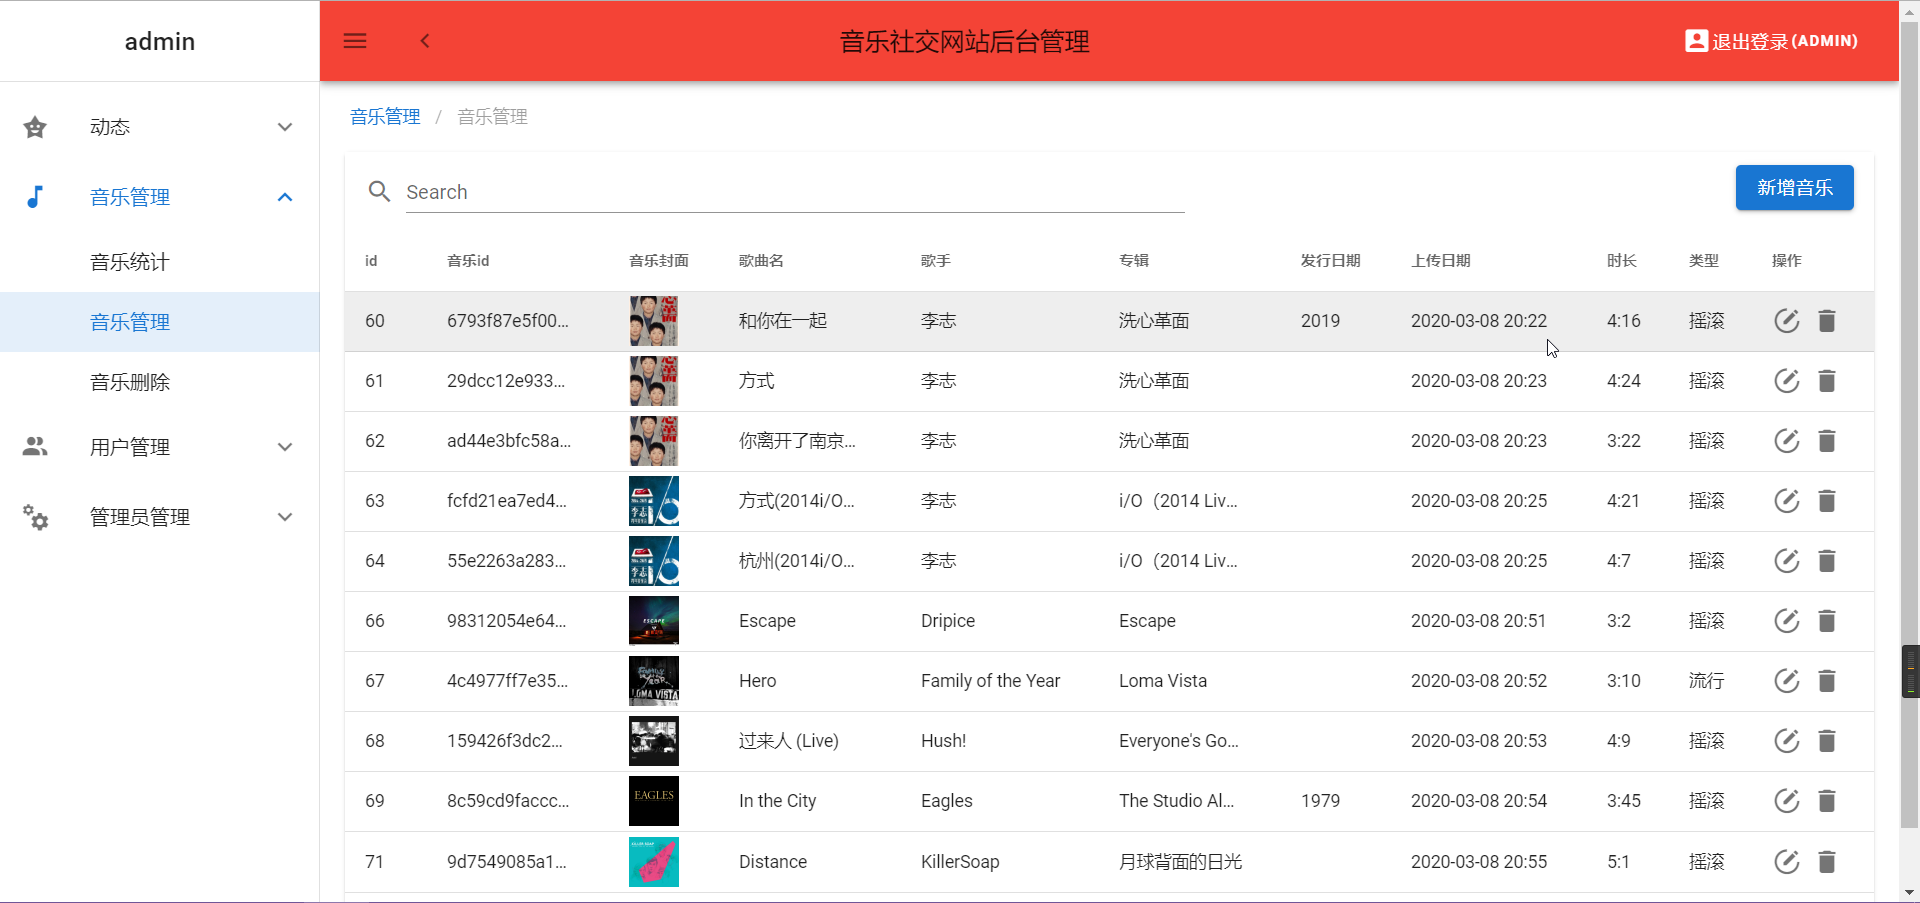 admin
音乐社交网站后台管理
退出登录(ADMIN)
动态
音乐管理
音乐统计
音乐管理
音乐删除
用户管理
管理员管理
音乐管理 / 音乐管理
Search
新增音乐
id 音乐id 音乐封面 歌曲名 歌手 专辑 发行日期 上传日期 时长 类型 操作
60 6793f87e5f00... 和你在一起 李志 洗心革面 2019 2020-03-08 20:22 4:16 摇滚
61 29dcc12e933... 方式 李志 洗心革面 2020-03-08 20:23 4:24 摇滚
62 ad44e3bfc58a... 你离开了南京... 李志 洗心革面 2020-03-08 20:23 3:22 摇滚
63 fcfd21ea7ed4... 方式(2014i/O... 李志 i/O（2014 Liv... 2020-03-08 20:25 4:21 摇滚
64 55e2263a283... 杭州(2014i/O... 李志 i/O（2014 Liv... 2020-03-08 20:25 4:7 摇滚
66 98312054e64... ESCAPE Escape Dripice Escape 2020-03-08 20:51 3:2 摇滚
67 4c4977ff7e35... LOMA VISTA Hero Family of the Year Loma Vista 2020-03-08 20:52 3:10 流行
68 159426f3dc2... 过来人 (Live) Hush! Everyone's Go... 2020-03-08 20:53 4:9 摇滚
69 8c59cd9faccc... EAGLES In the City Eagles The Studio Al... 1979 2020-03-08 20:54 3:45 摇滚
71 9d7549085a1... Distance KillerSoap 月球背面的日光 2020-03-08 20:55 5:1 摇滚